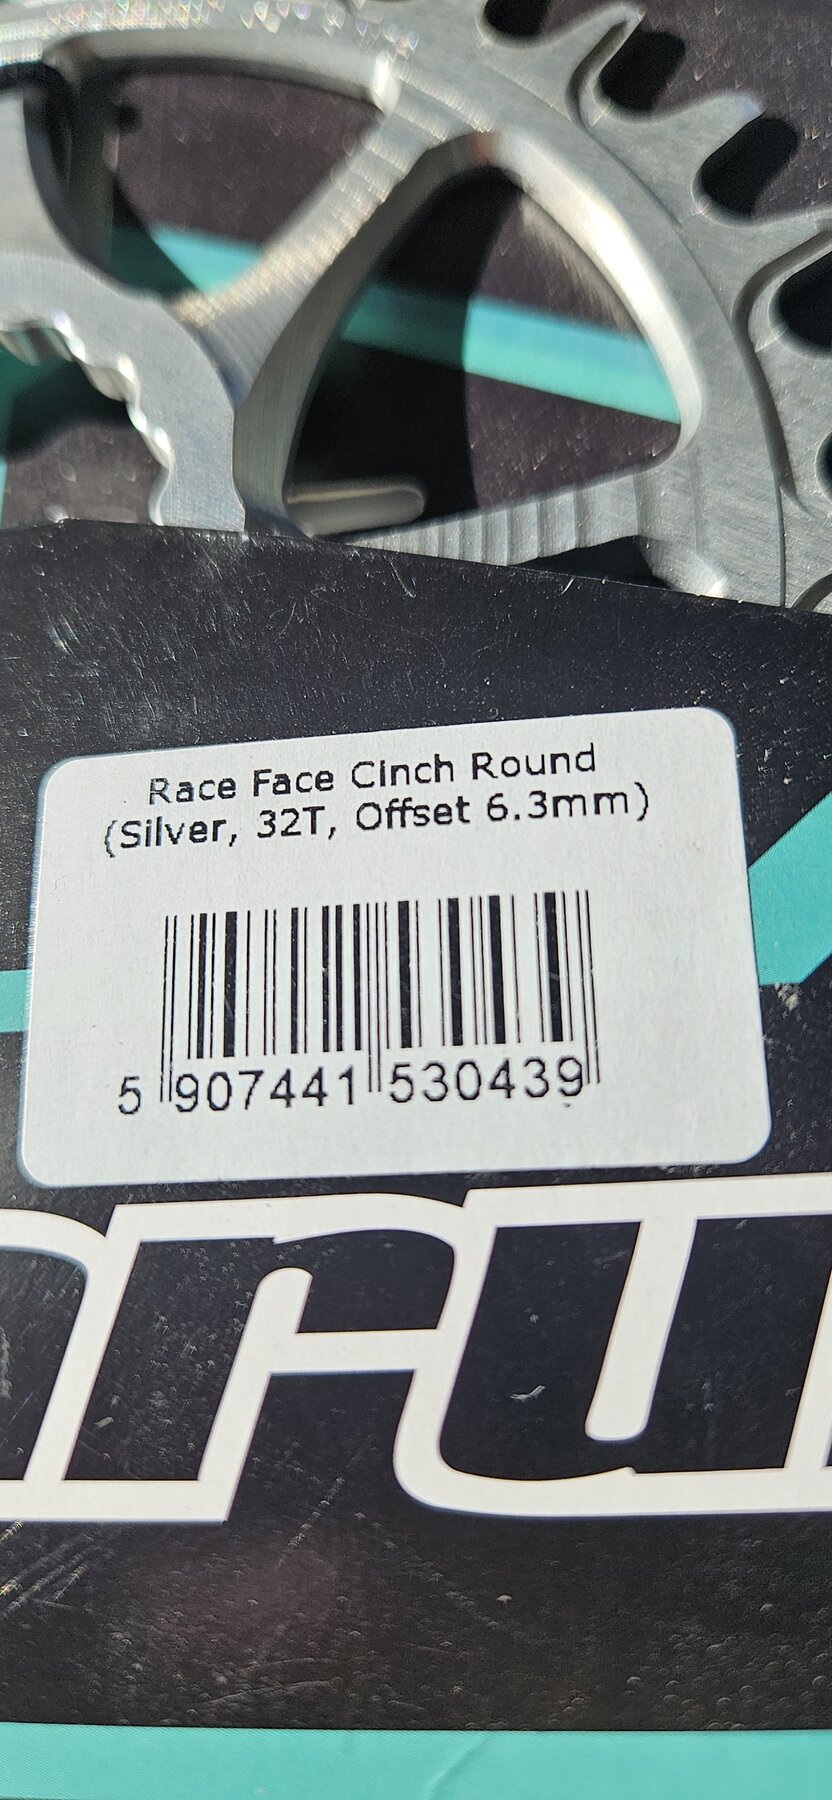 Race Face Cinch Round
(Silver, 32T, Offset 6.3mm)
5 907441 530439